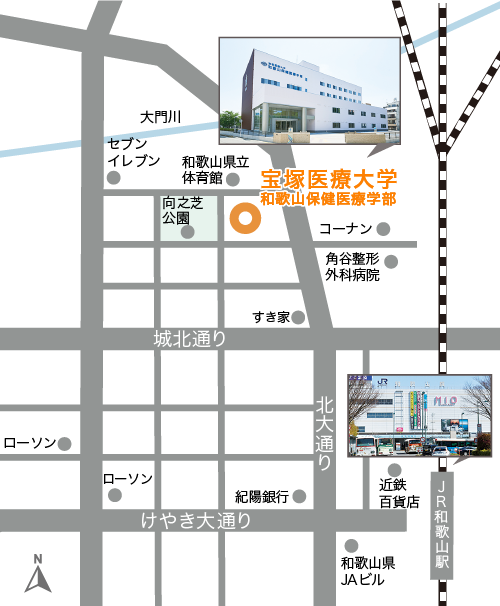 大門川
セブン
イレブン
和歌山県立
体育館
宝塚医療大学
和歌山保健医療学部
向之芝
公園
コーナン
角谷整形
外科病院
すき家
城北通り
JR
MIO
北大通り
ローソン
ローソン
紀陽銀行
近鉄
百貨店
けやき大通り
JR和歌山駅
和歌山県
JAビル
N